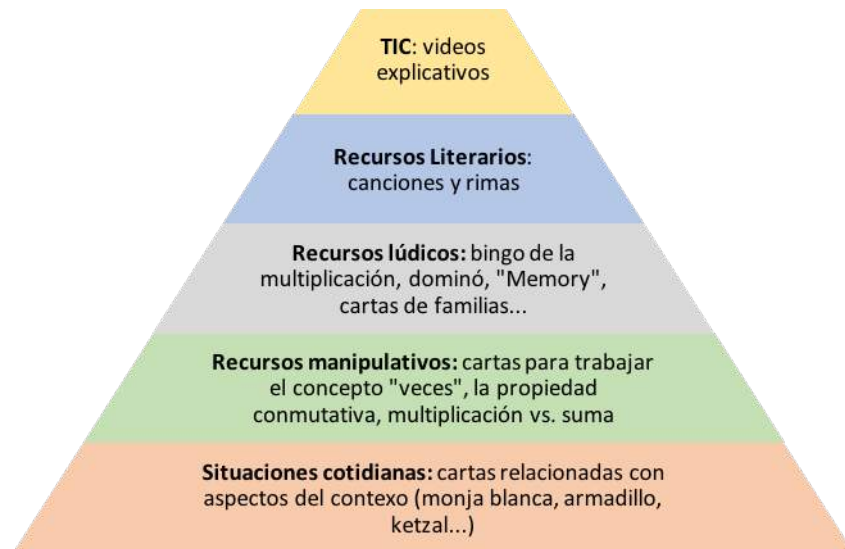 TIC: videos
explicativos
Recursos Literarios:
canciones y rimas
Recursos lúdicos: bingo de la
multiplicación, dominó, "Memory",
cartas de familias...
Recursos manipulativos: cartas para trabajar
el concepto "veces", la propiedad
conmutativa, multiplicación vs. suma
Situaciones cotidianas: cartas relacionadas con
aspectos del contexo (monja blanca, armadillo,
ketzal...)